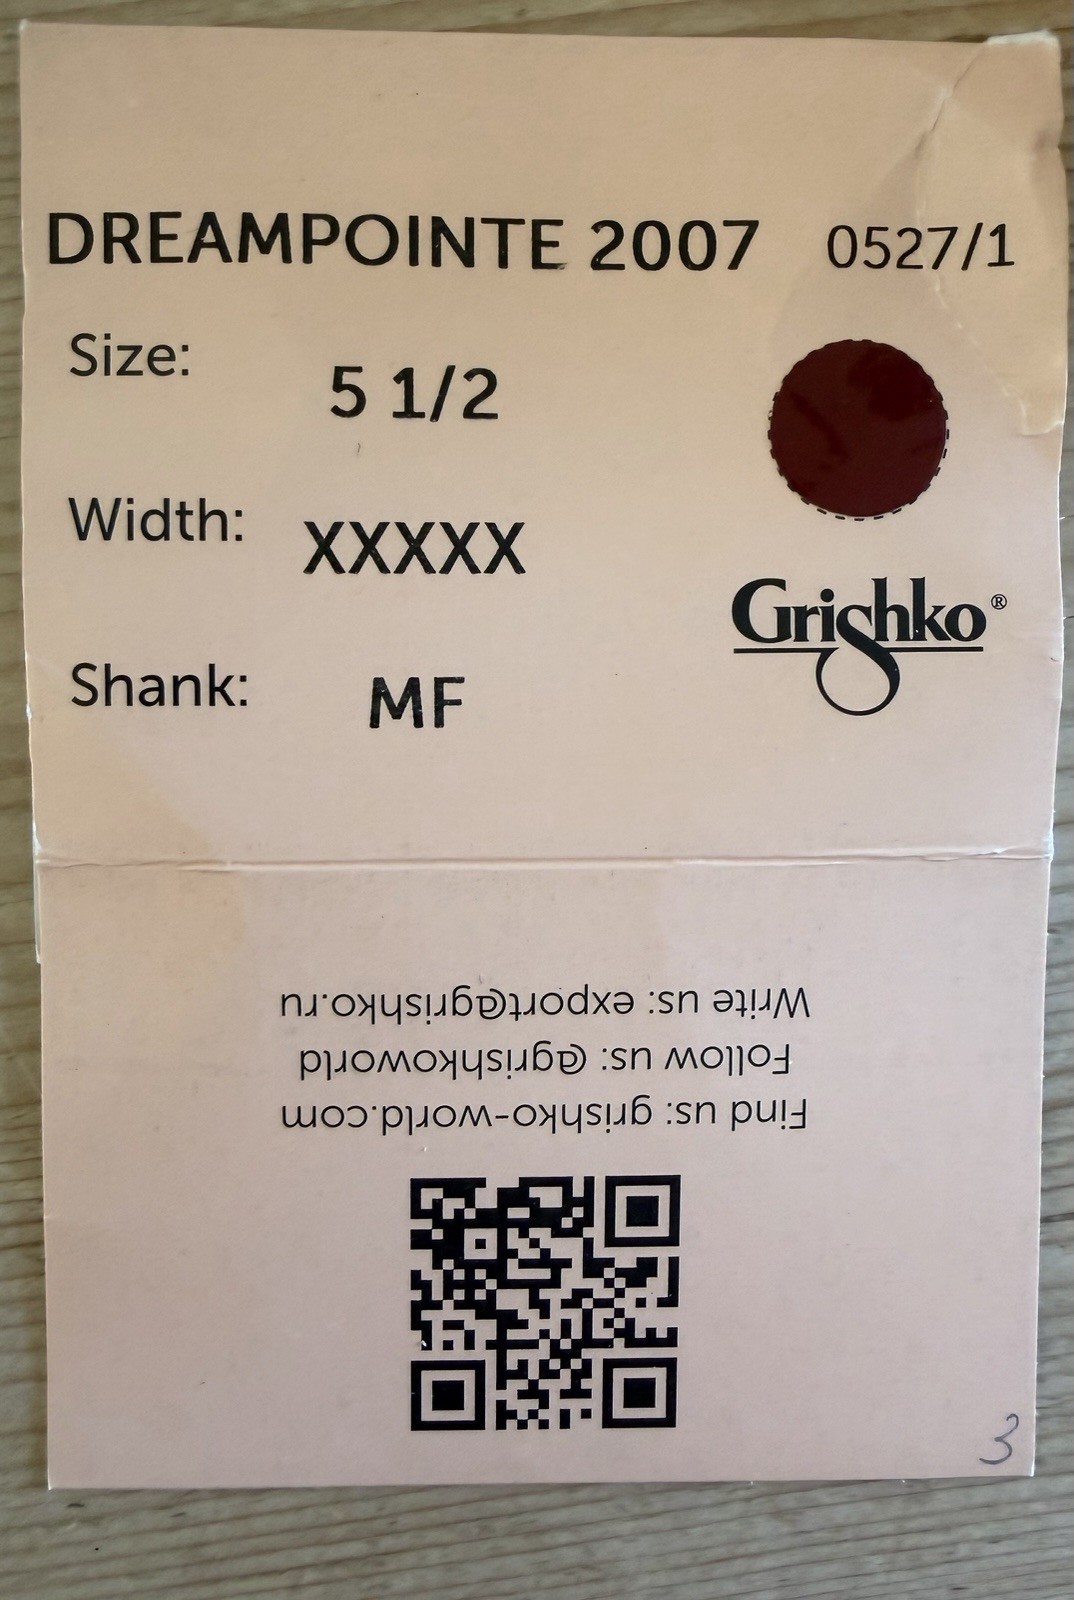 DREAMPOINTE 2007 0527/1
Size: 5 1/2
Width: XXXXX
Grishko®
Shank: MF
Find us: grishko-world.com
Follow us: @grishkoworld
Write us: export@grishko.ru
3